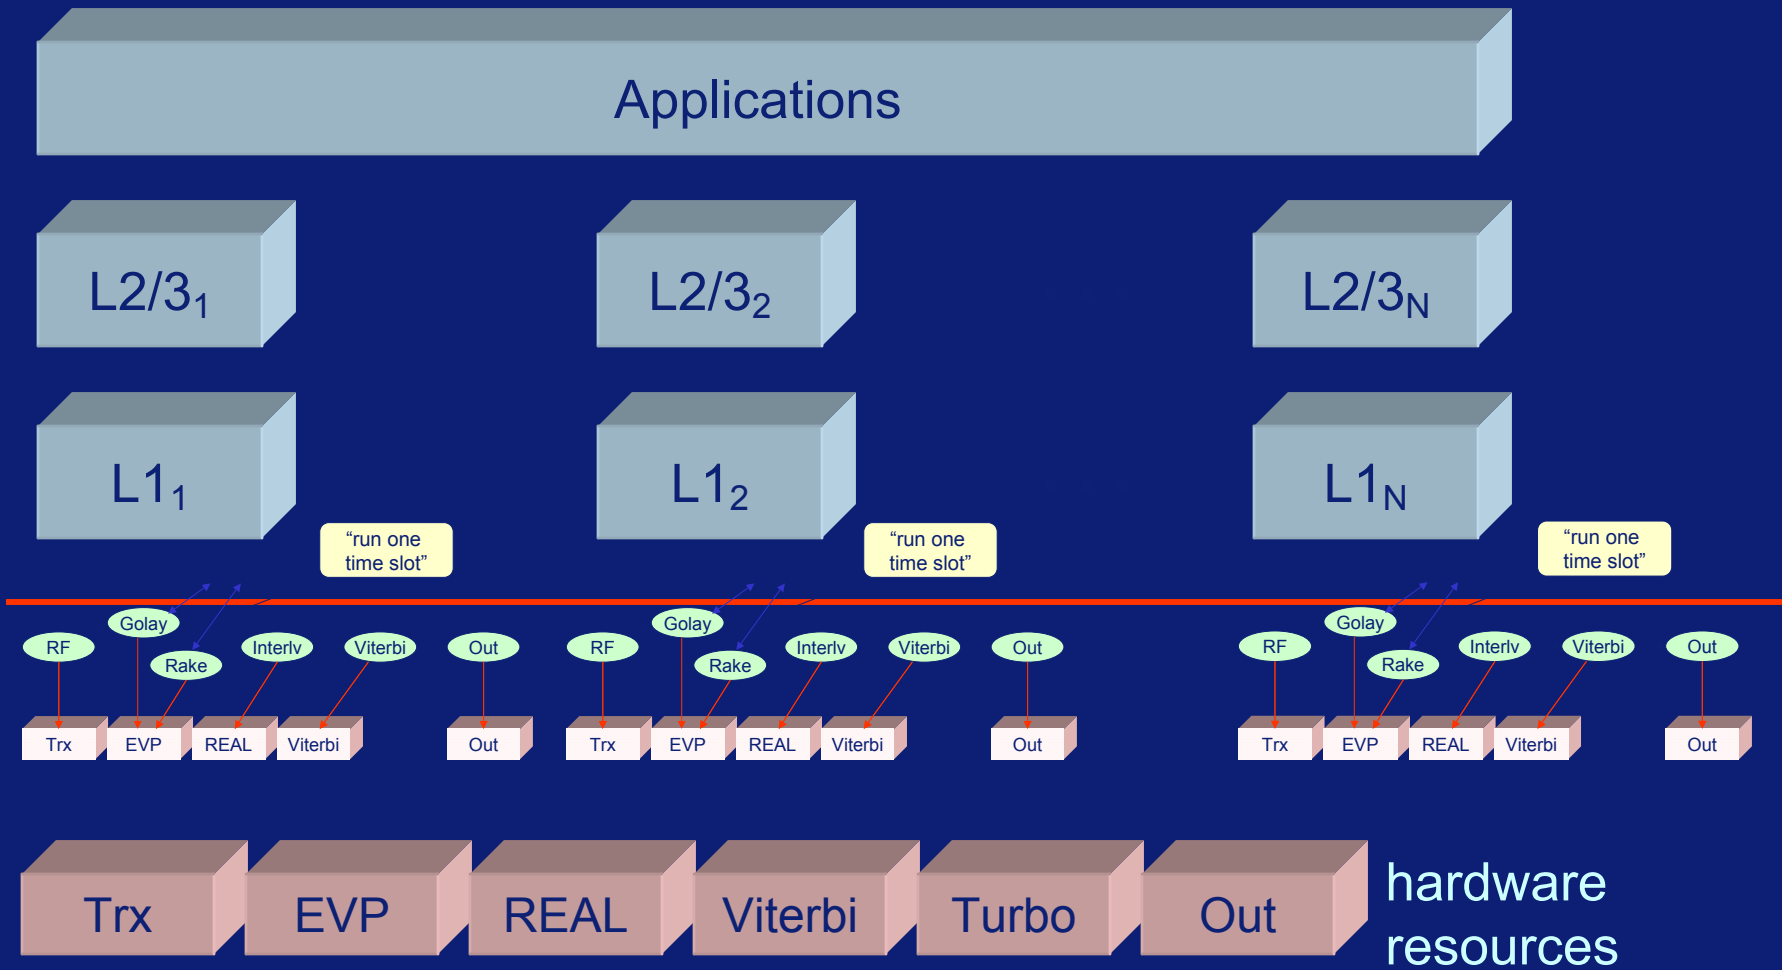 Applications
L2/3₁
L2/3₂
L2/3N
L1₁
L1₂
L1N
“run one
time slot”
“run one
time slot”
“run one
time slot”
Golay
RF
Rake
Interlv
Viterbi
Out
Golay
RF
Rake
Interlv
Viterbi
Out
Golay
RF
Rake
Interlv
Viterbi
Out
Trx
EVP
REAL
Viterbi
Out
Trx
EVP
REAL
Viterbi
Out
Trx
EVP
REAL
Viterbi
Out
Trx
EVP
REAL
Viterbi
Turbo
Out
hardware
resources